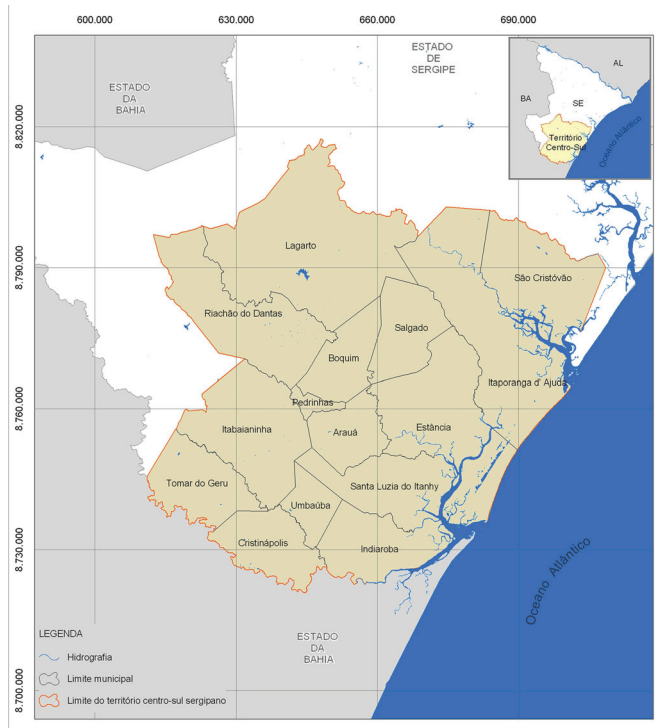 600.000
630.000
660.000
690.000
8.820.000
8.790.000
8.760.000
8.730.000
8.700.000
ESTADO
DA
BAHIA
ESTADO
DE
SERGIPE
AL
BA
SE
Território
Centro-Sul
Oceano Atlântico
Lagarto
São Cristóvão
Riachão do Dantas
Salgado
Boquim
Itaporanga d' Ajuda
Pedrinhas
Itabaianinha
Arauá
Estância
Tomar do Geru
Santa Luzia do Itanhy
Umbaúba
Cristinápolis
Indiaroba
Oceano Atlântico
ESTADO
DA
BAHIA
LEGENDA
Hidrografia
Limite municipal
Limite do território centro-sul sergipano